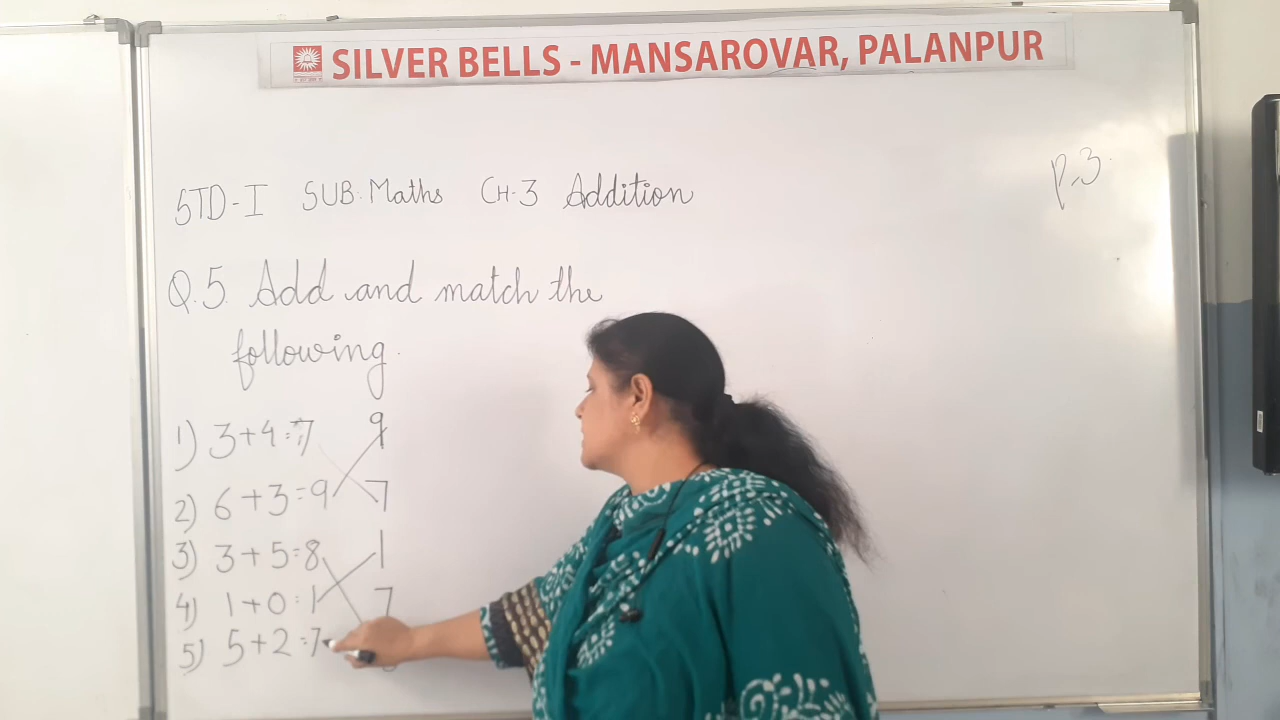 SILVER BELLS - MANSAROVAR, PALANPUR
P-3.
STD-I SUB. Maths CH-3 Addition
Q.5. Add and match the
following.
1) 3+4=7 9
2) 6+3=9 7
3) 3+5=8 1
4) 1+0=1 7
5) 5+2=7